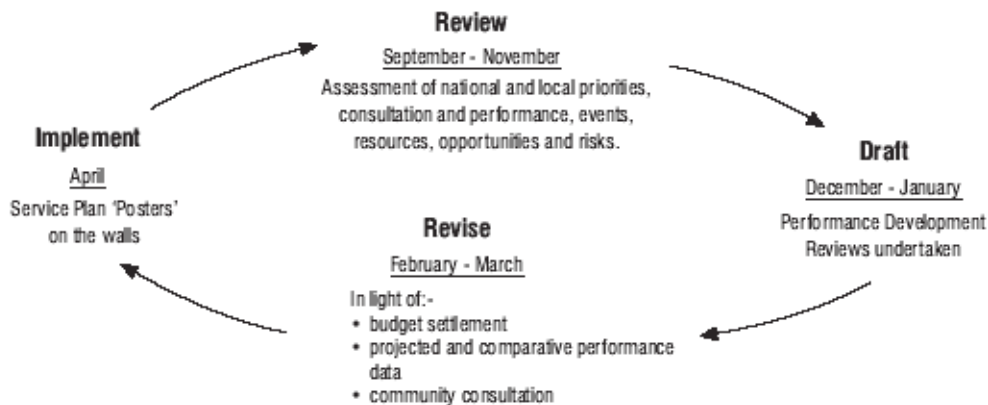 Review
September - November
Assessment of national and local priorities,
consultation and performance, events,
resources, opportunities and risks.
Draft
December - January
Performance Development
Reviews undertaken
Revise
February - March
In light of:-
• budget settlement
• projected and comparative performance
data
• community consultation
Implement
April
Service Plan 'Posters'
on the walls